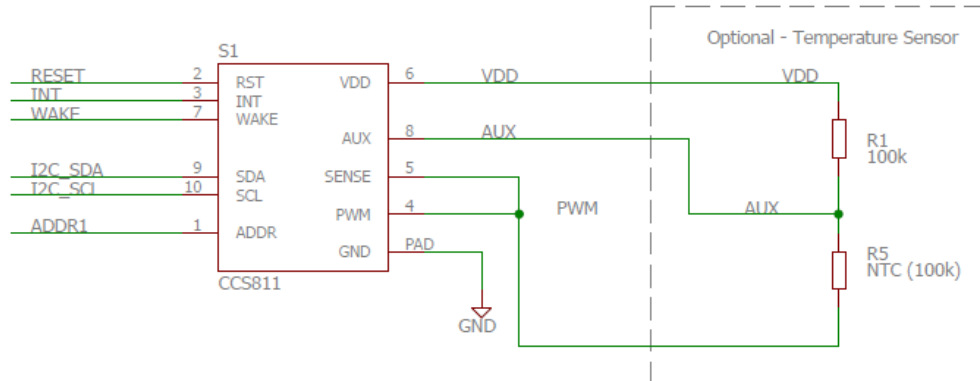 Optional - Temperature Sensor
S1
RESET 2 RST VDD 6 VDD VDD
INT 3 INT
WAKE 7 WAKE
AUX 8 AUX
R1
100k
I2C_SDA 9 SDA SENSE 5
I2C_SCL 10 SCL
PWM 4 PWM AUX
ADDR1 1 ADDR
GND PAD
R5
NTC (100k)
CCS811
GND